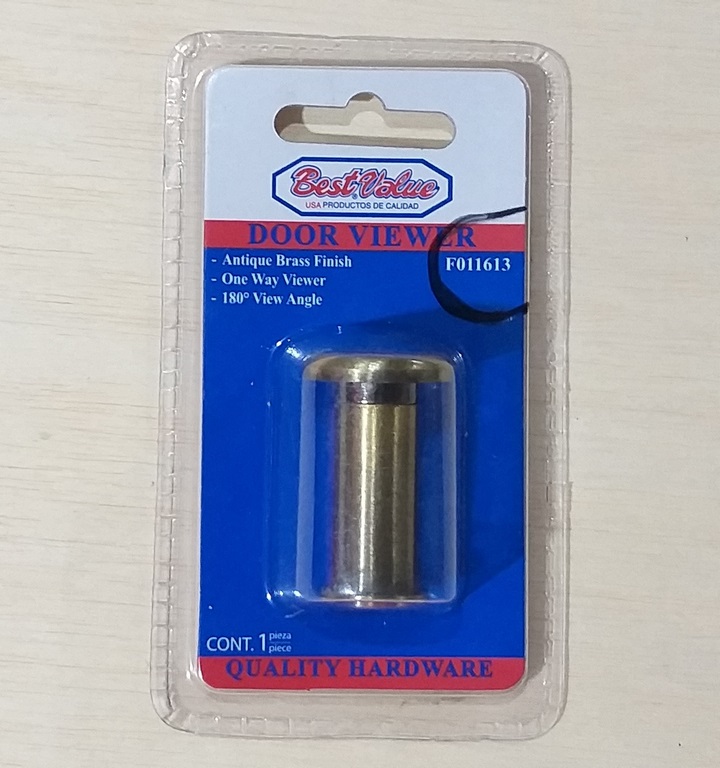 Best Value
®
USA PRODUCTOS DE CALIDAD
DOOR VIEWER
- Antique Brass Finish
F011613
- One Way Viewer
- 180° View Angle
CONT. 1 pieza
piece
QUALITY HARDWARE